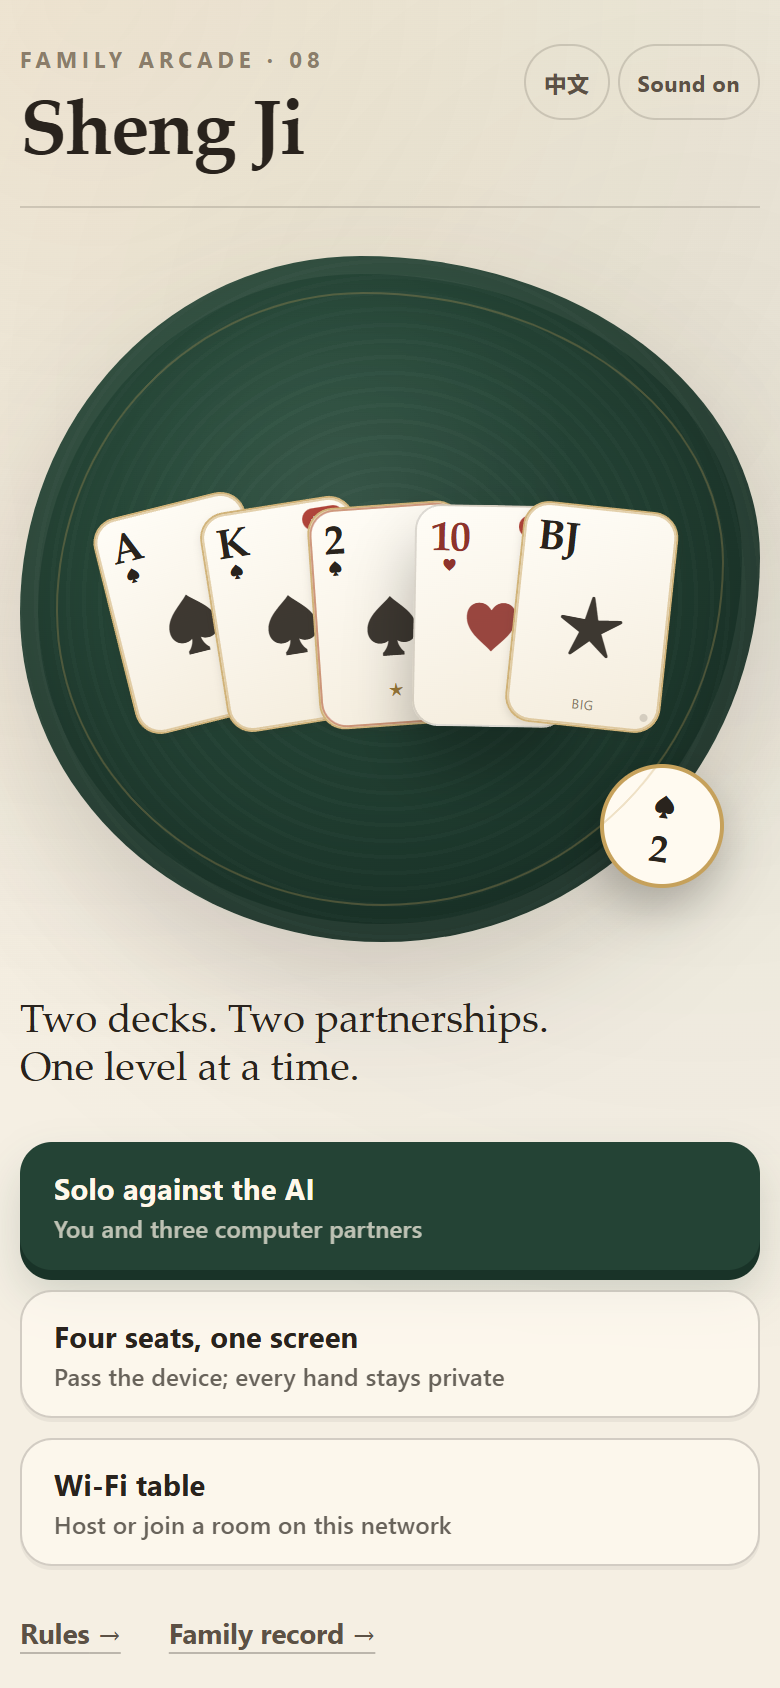 FAMILY ARCADE · 08
Sheng Ji
中文
Sound on
A
K
2
10
BJ
BIG
2
Two decks. Two partnerships.
One level at a time.
Solo against the AI
You and three computer partners
Four seats, one screen
Pass the device; every hand stays private
Wi-Fi table
Host or join a room on this network
Rules →
Family record →